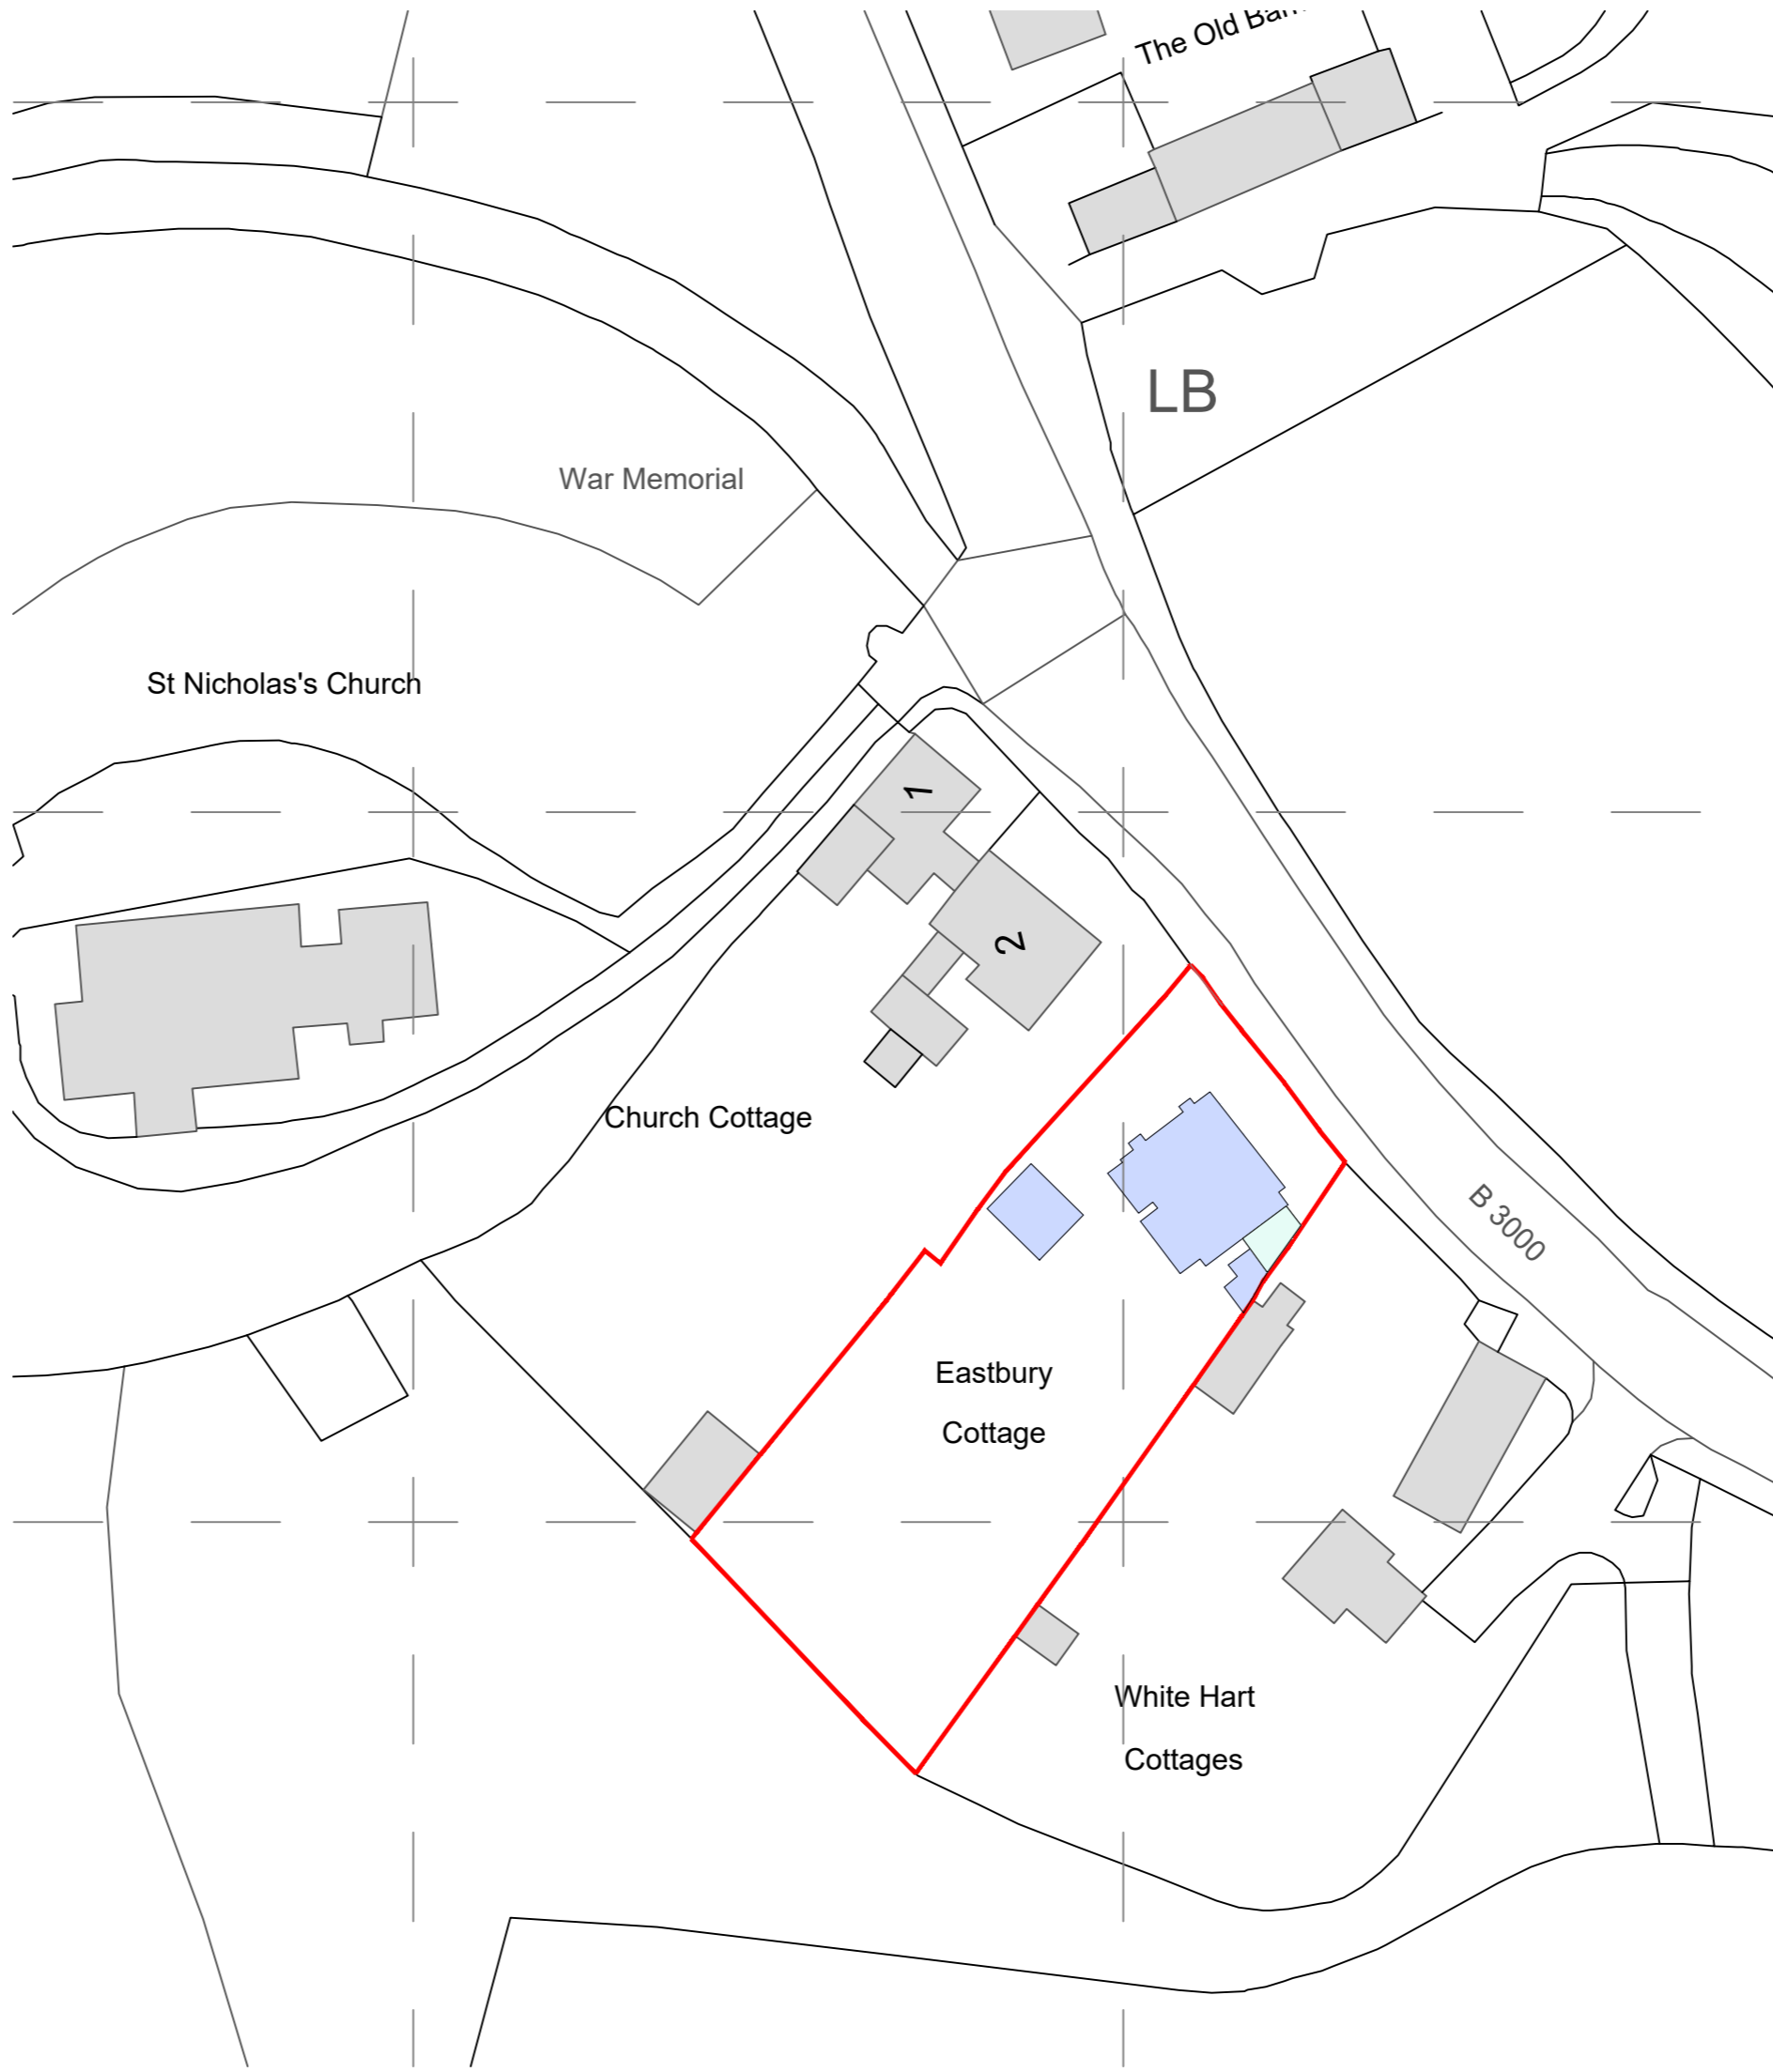 The Old
LB
War Memorial
St Nicholas's Church
1
2
Church Cottage
B 3000
Eastbury
Cottage
White Hart
Cottages